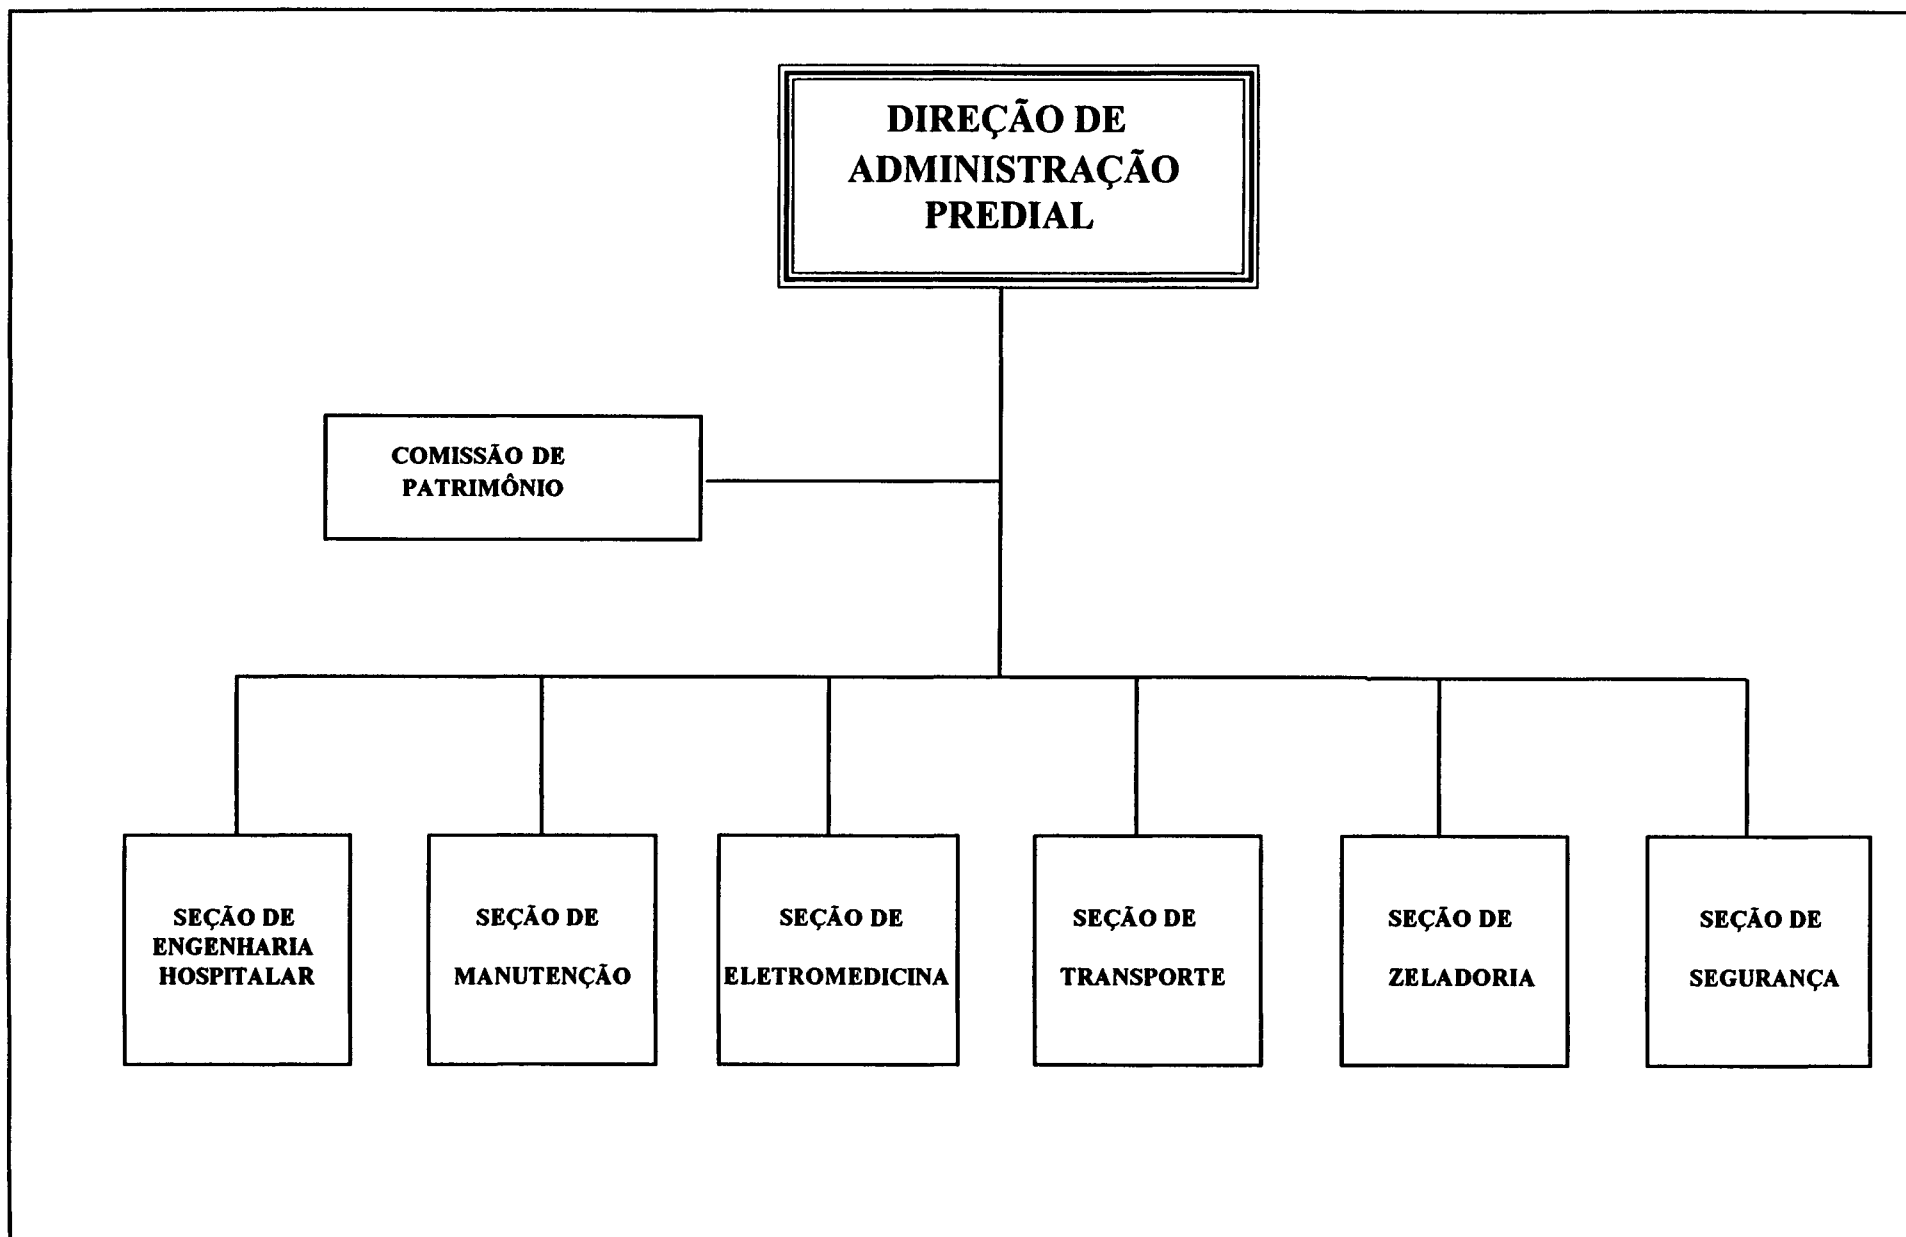 DIREÇÃO DE
ADMINISTRAÇÃO
PREDIAL
COMISSÃO DE
PATRIMÔNIO
SEÇÃO DE
ENGENHARIA
HOSPITALAR
SEÇÃO DE
MANUTENÇÃO
SEÇÃO DE
ELETROMEDICINA
SEÇÃO DE
TRANSPORTE
SEÇÃO DE
ZELADORIA
SEÇÃO DE
SEGURANÇA